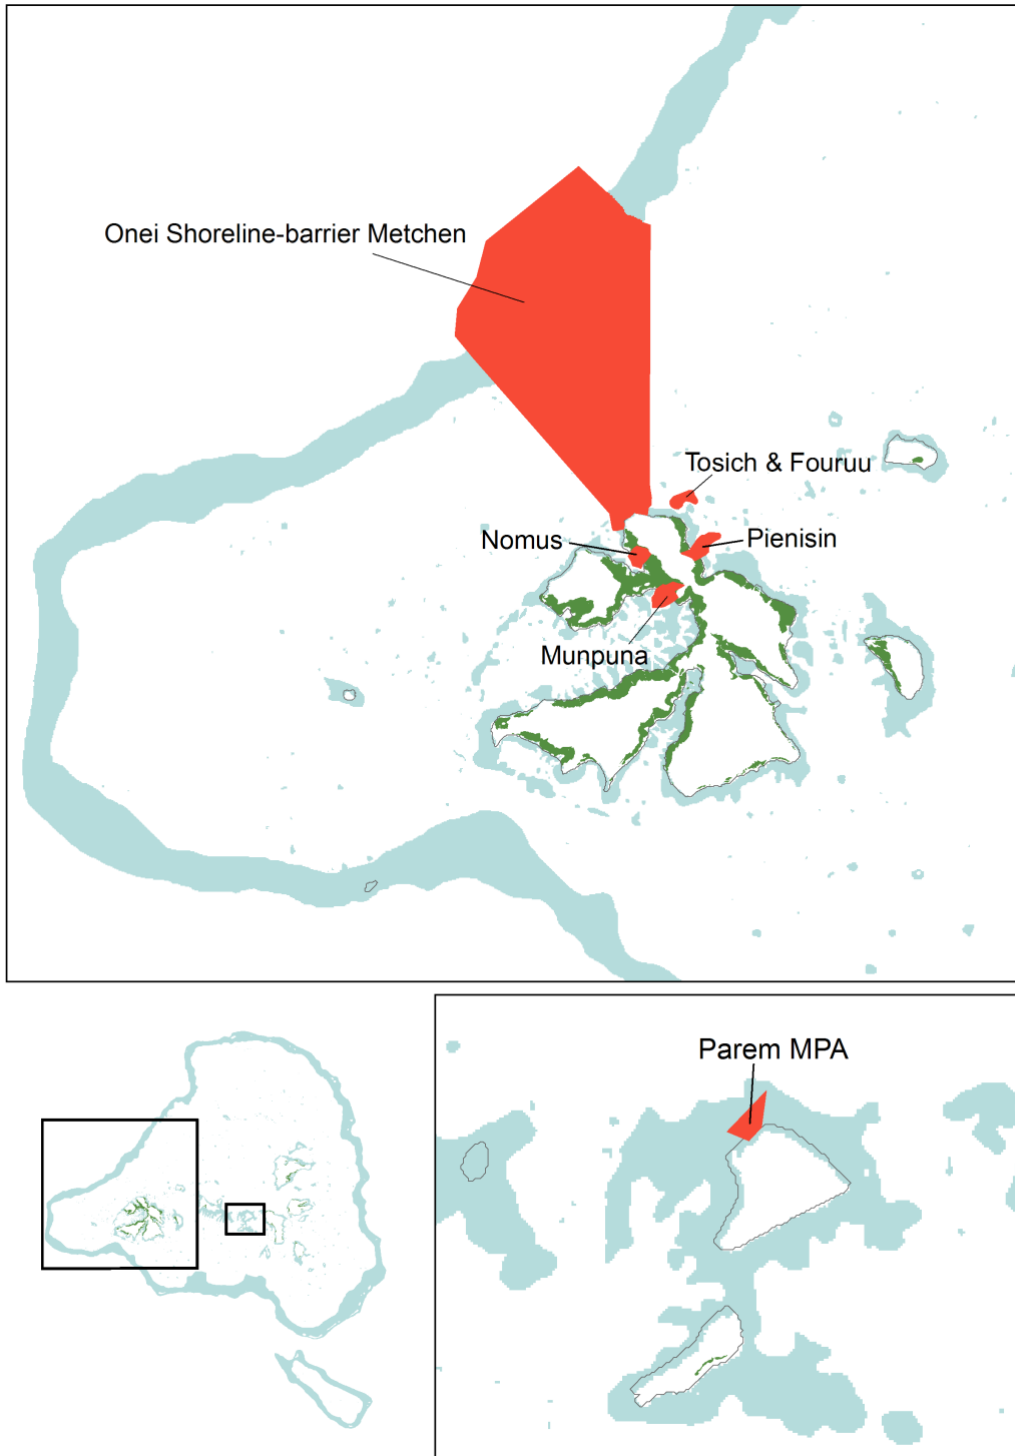 Onei Shoreline-barrier Metchen
Tosich & Fouruu
Nomus
Pienisin
Munpuna
Parem MPA